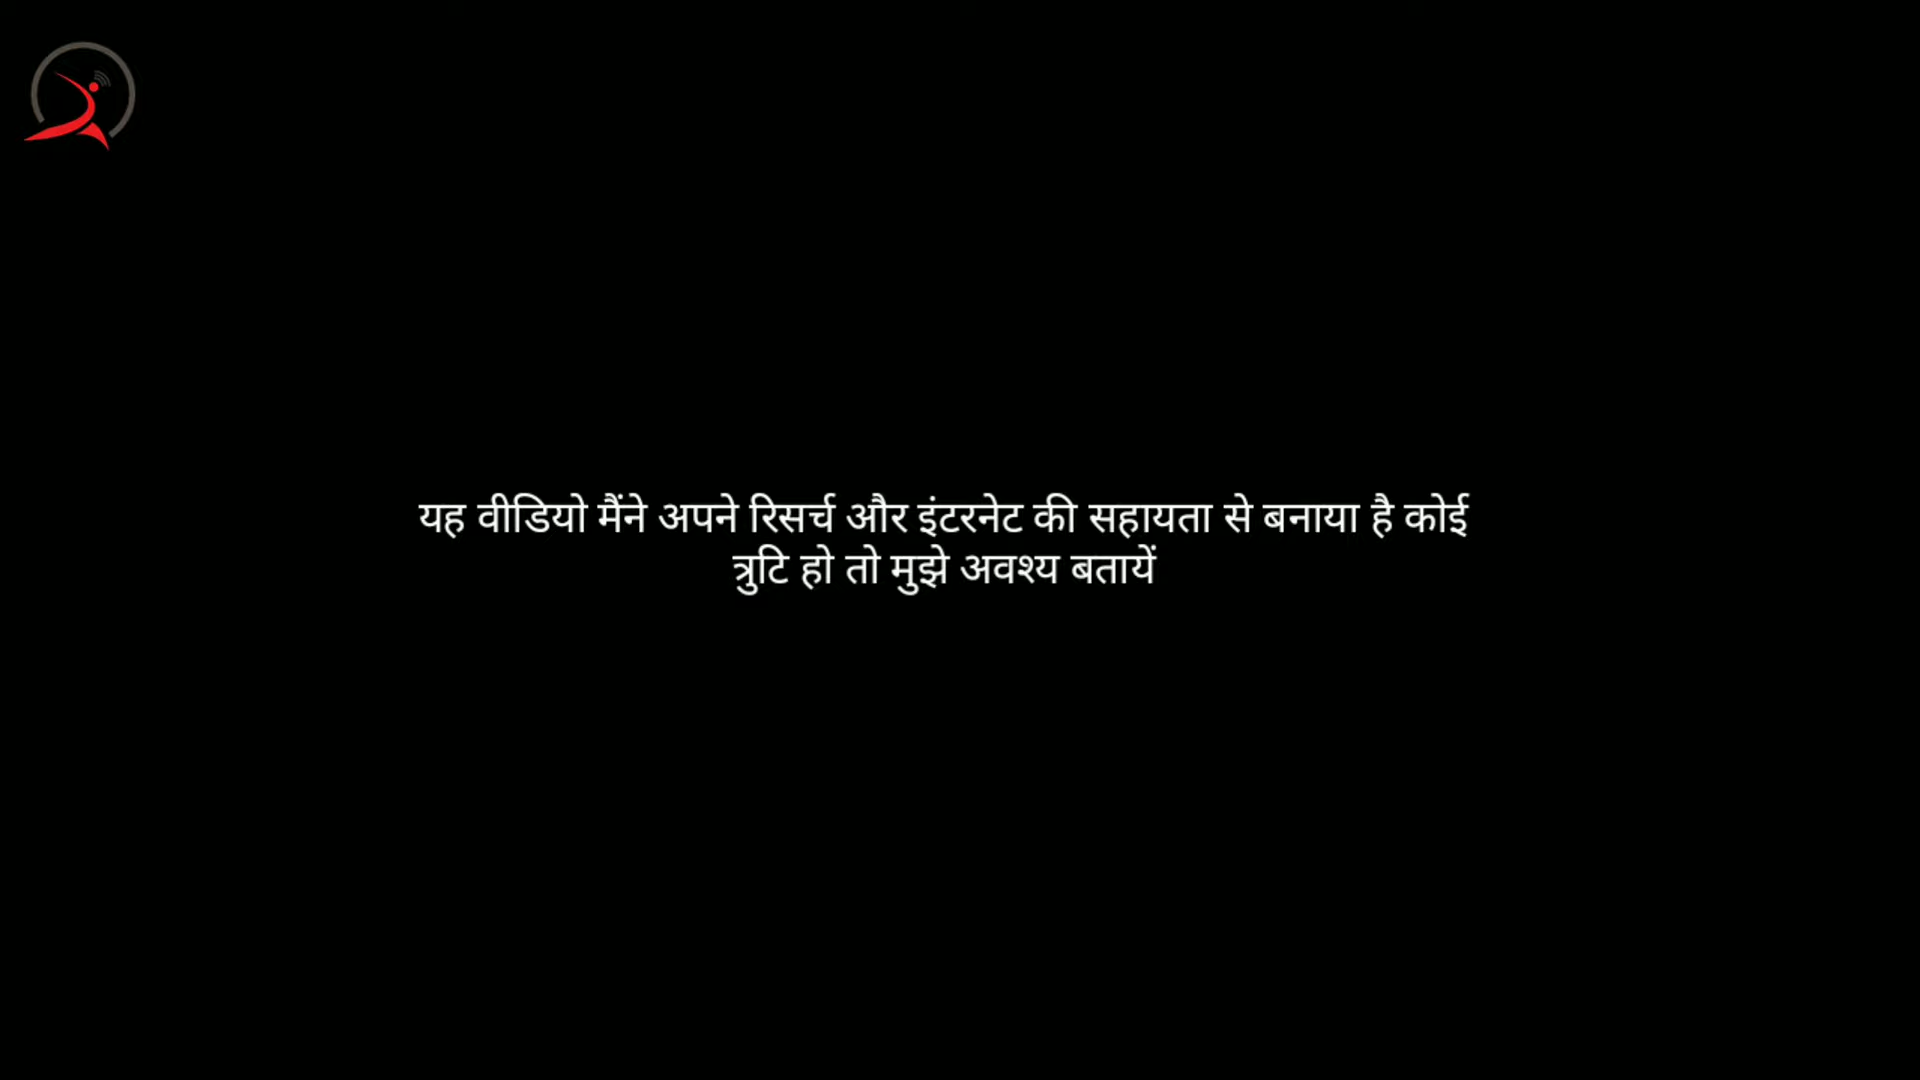 यह वीडियो मैंने अपने रिसर्च और इंटरनेट की सहायता से बनाया है कोई
त्रुटि हो तो मुझे अवश्य बतायें